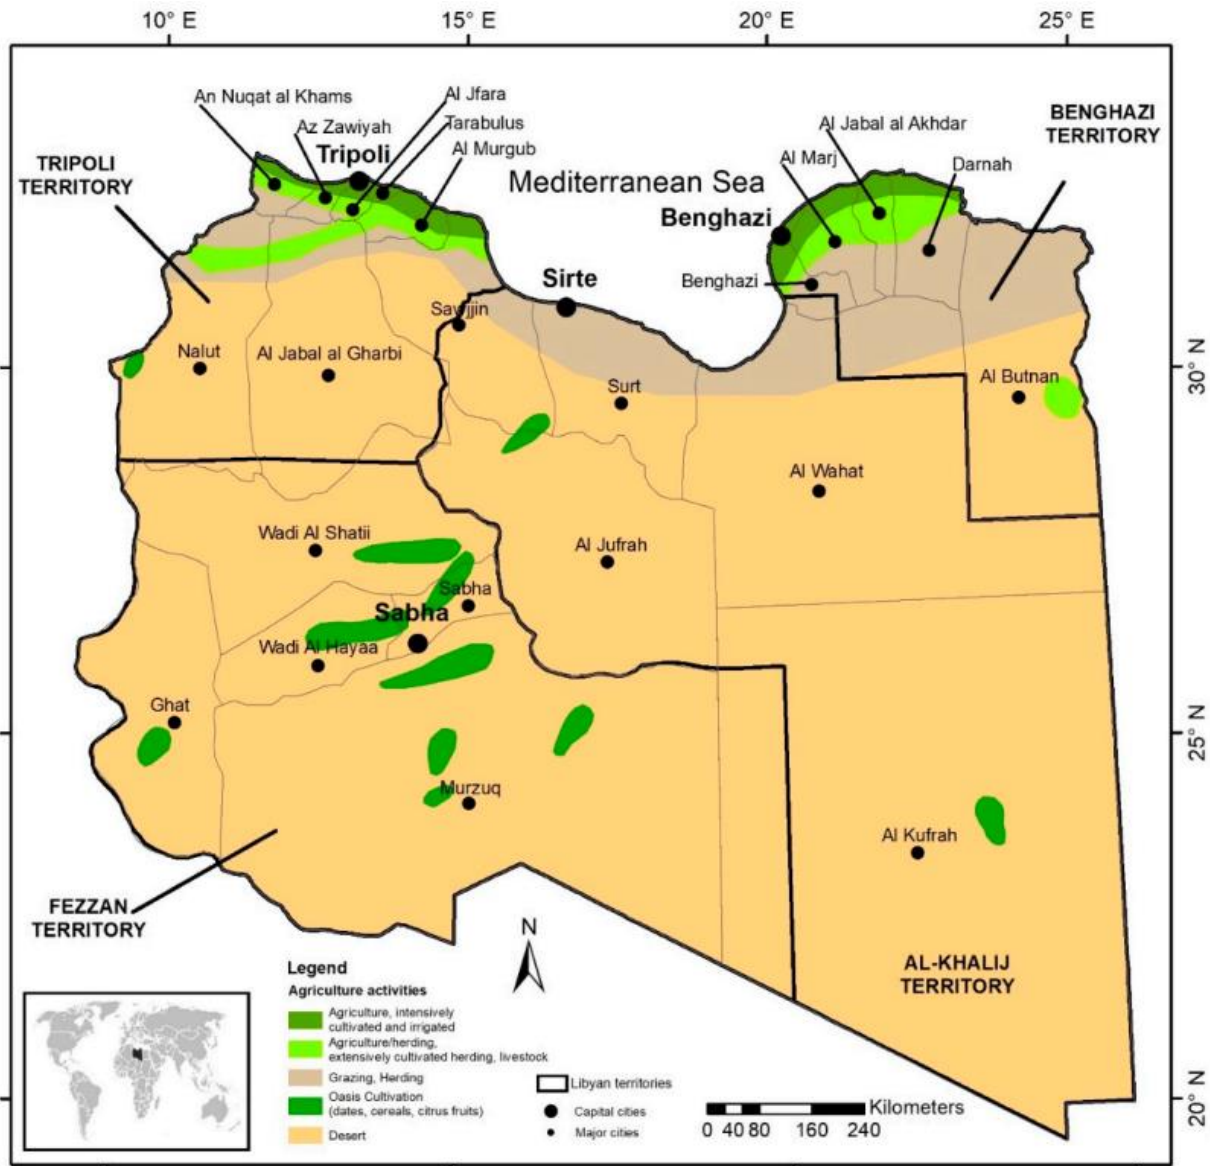 10° E
15° E
20° E
25° E
An Nuqat al Khams
Al Jfara
Az Zawiyah
Tarabulus
Tripoli
Al Murgub
TRIPOLI
TERRITORY
Mediterranean Sea
Al Jabal al Akhdar
Al Marj
Darnah
BENGHAZI
TERRITORY
Benghazi
Benghazi
Sirte
Savjjin
Nalut
Al Jabal al Gharbi
Surt
Al Butnan
30° N
Al Wahat
Wadi Al Shatii
Al Jufrah
Sabha
Sabha
Wadi Al Hayaa
Ghat
25° N
Murzuq
Al Kufrah
FEZZAN
TERRITORY
AL-KHALIJ
TERRITORY
N
20° N
Legend
Agriculture activities
Agriculture, intensively
cultivated and irrigated
Agriculture/herding,
extensively cultivated herding, livestock
Grazing, Herding
Oasis Cultivation
(dates, cereals, citrus fruits)
Desert
Libyan territories
Capital cities
Major cities
Kilometers
0 40 80 160 240